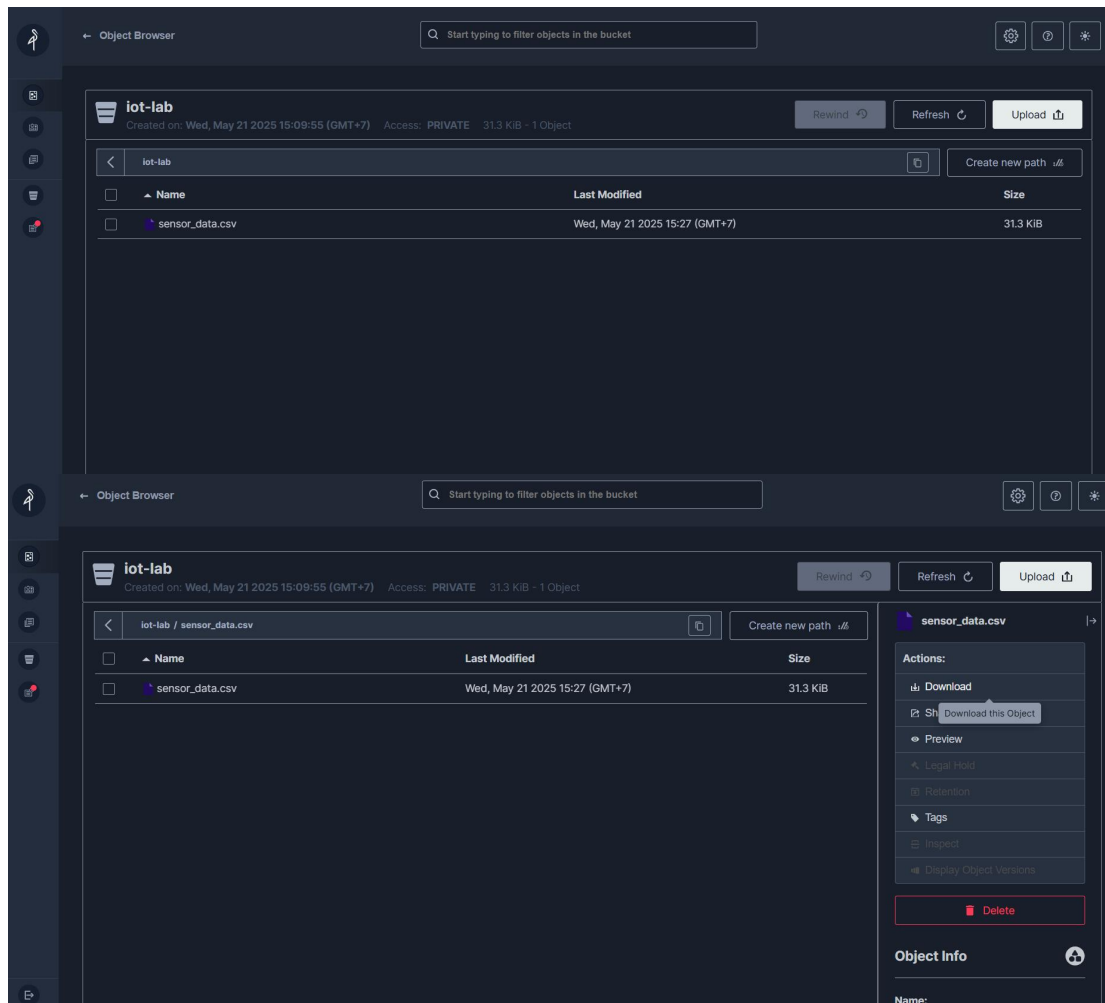 ← Object Browser
Start typing to filter objects in the bucket
iot-lab
Created on: Wed, May 21 2025 15:09:55 (GMT+7) Access: PRIVATE 31.3 KiB - 1 Object
Rewind
Refresh
Upload
iot-lab
Create new path
Name Last Modified Size
sensor_data.csv Wed, May 21 2025 15:27 (GMT+7) 31.3 KiB
← Object Browser
Start typing to filter objects in the bucket
iot-lab
Created on: Wed, May 21 2025 15:09:55 (GMT+7) Access: PRIVATE 31.3 KiB - 1 Object
Rewind
Refresh
Upload
iot-lab / sensor_data.csv
Create new path
Name Last Modified Size
sensor_data.csv Wed, May 21 2025 15:27 (GMT+7) 31.3 KiB
sensor_data.csv
Actions:
Download
Sh
Download this Object
Preview
Legal Hold
Retention
Tags
Inspect
Display Object Versions
Delete
Object Info
Name: